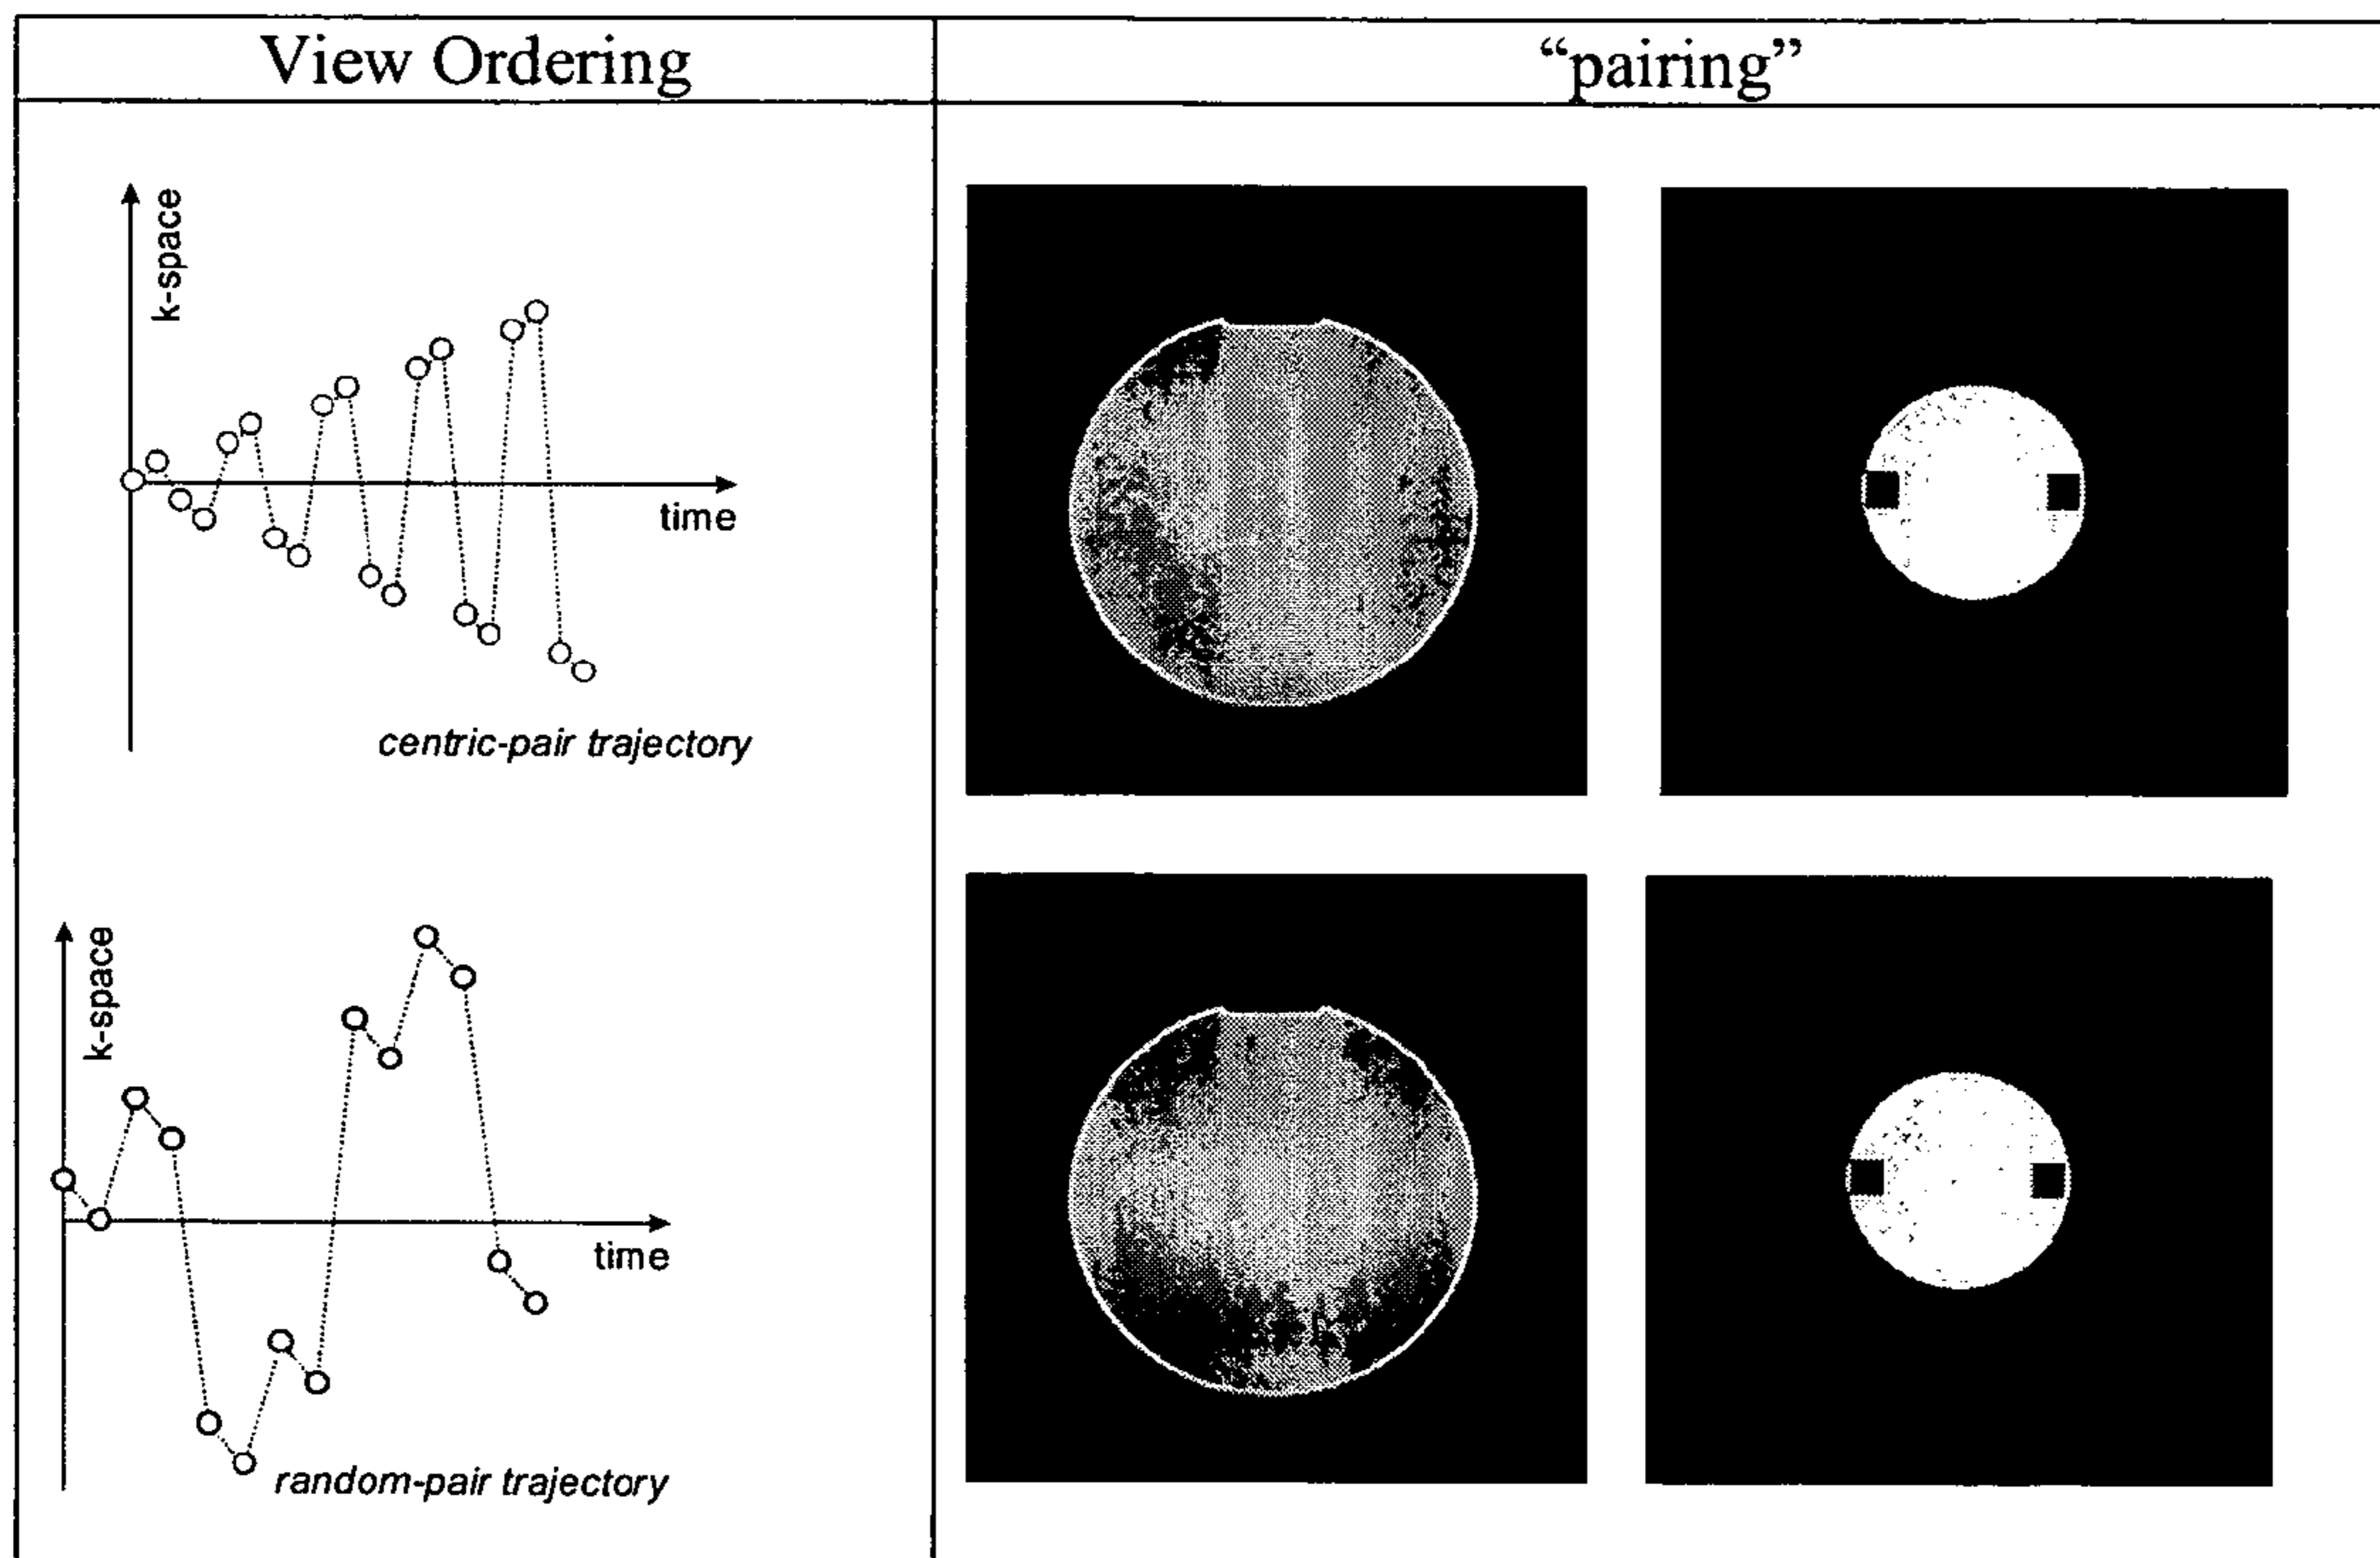 View Ordering
“pairing”
k-space
time
centric-pair trajectory
k-space
time
random-pair trajectory